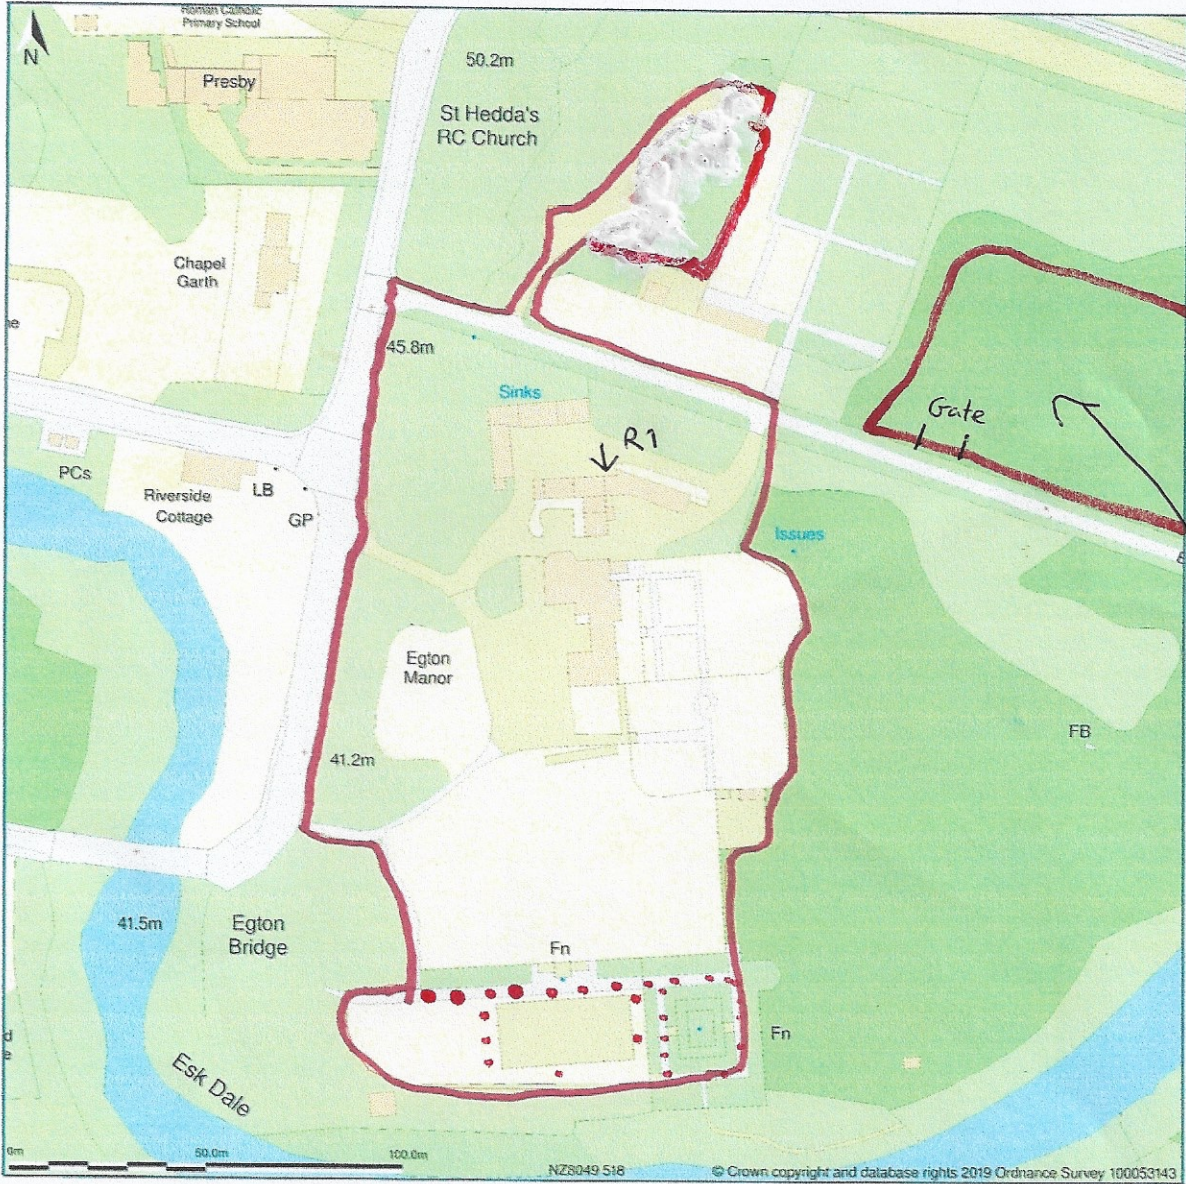 Roman Catholic
Primary School
N
Presby
50.2m
St Hedda's
RC Church
Chapel
Garth
45.8m
Sinks
Gate
R1
PCs
Riverside
Cottage
LB
GP
Issues
Egton
Manor
FB
41.2m
41.5m
Egton
Bridge
Fn
Fn
Esk Dale
0m
50.0m
100.0m
NZ8049 518
© Crown copyright and database rights 2019 Ordnance Survey 100053143